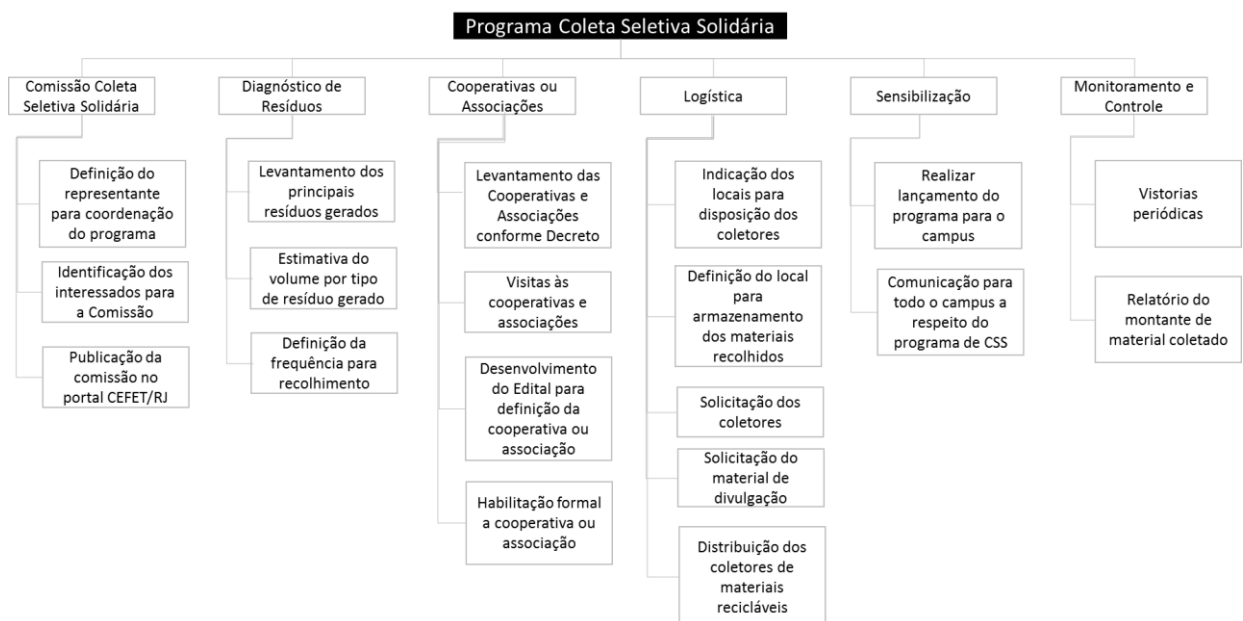 Programa Coleta Seletiva Solidária
Comissão Coleta
Seletiva Solidária
Definição do
representante
para coordenação
do programa
Identificação dos
interessados para
a Comissão
Publicação da
comissão no
portal CEFET/RJ
Diagnóstico de
Resíduos
Levantamento dos
principais
resíduos gerados
Estimativa do
volume por tipo
de resíduo gerado
Definição da
frequência para
recolhimento
Cooperativas ou
Associações
Levantamento das
Cooperativas e
Associações
conforme Decreto
Visitas às
cooperativas e
associações
Desenvolvimento
do Edital para
definição da
cooperativa ou
associação
Habilitação formal
a cooperativa ou
associação
Logística
Indicação dos
locais para
disposição dos
coletores
Definição do local
para
armazenamento
dos materiais
recolhidos
Solicitação dos
coletores
Solicitação do
material de
divulgação
Distribuição dos
coletores de
materiais
recicláveis
Sensibilização
Realizar
lançamento do
programa para o
campus
Comunicação para
todo o campus a
respeito do
programa de CSS
Monitoramento e
Controle
Vistorias
periódicas
Relatório do
montante de
material coletado